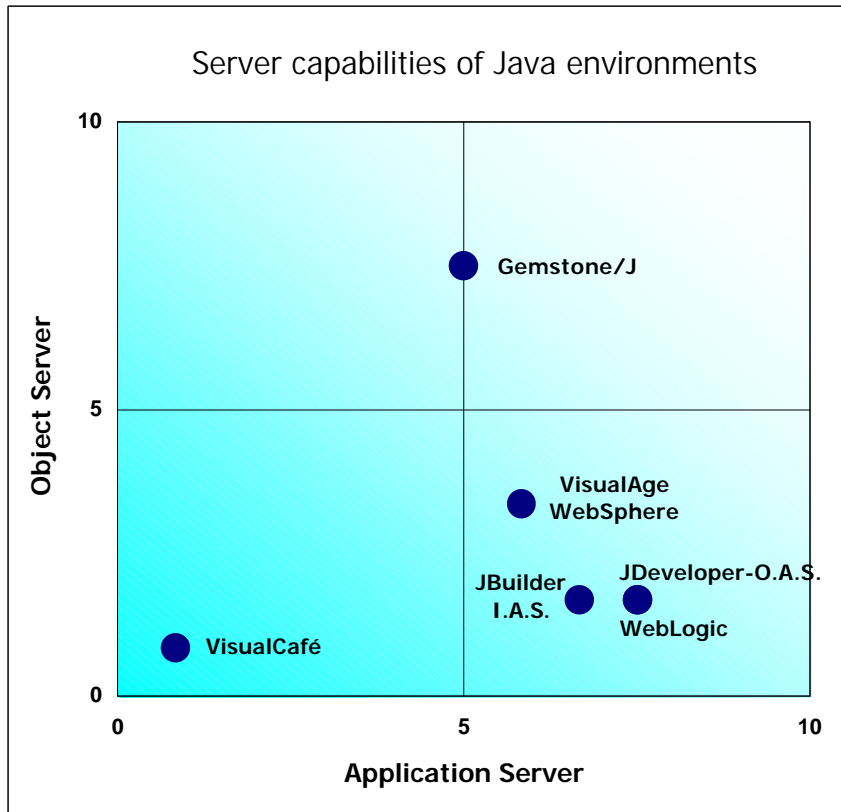 Server capabilities of Java environments
10
Gemstone/J
Object Server
5
VisualAge
WebSphere
JDeveloper-O.A.S.
JBuilder
I.A.S.
WebLogic
VisualCafé
0
0
5
10
Application Server